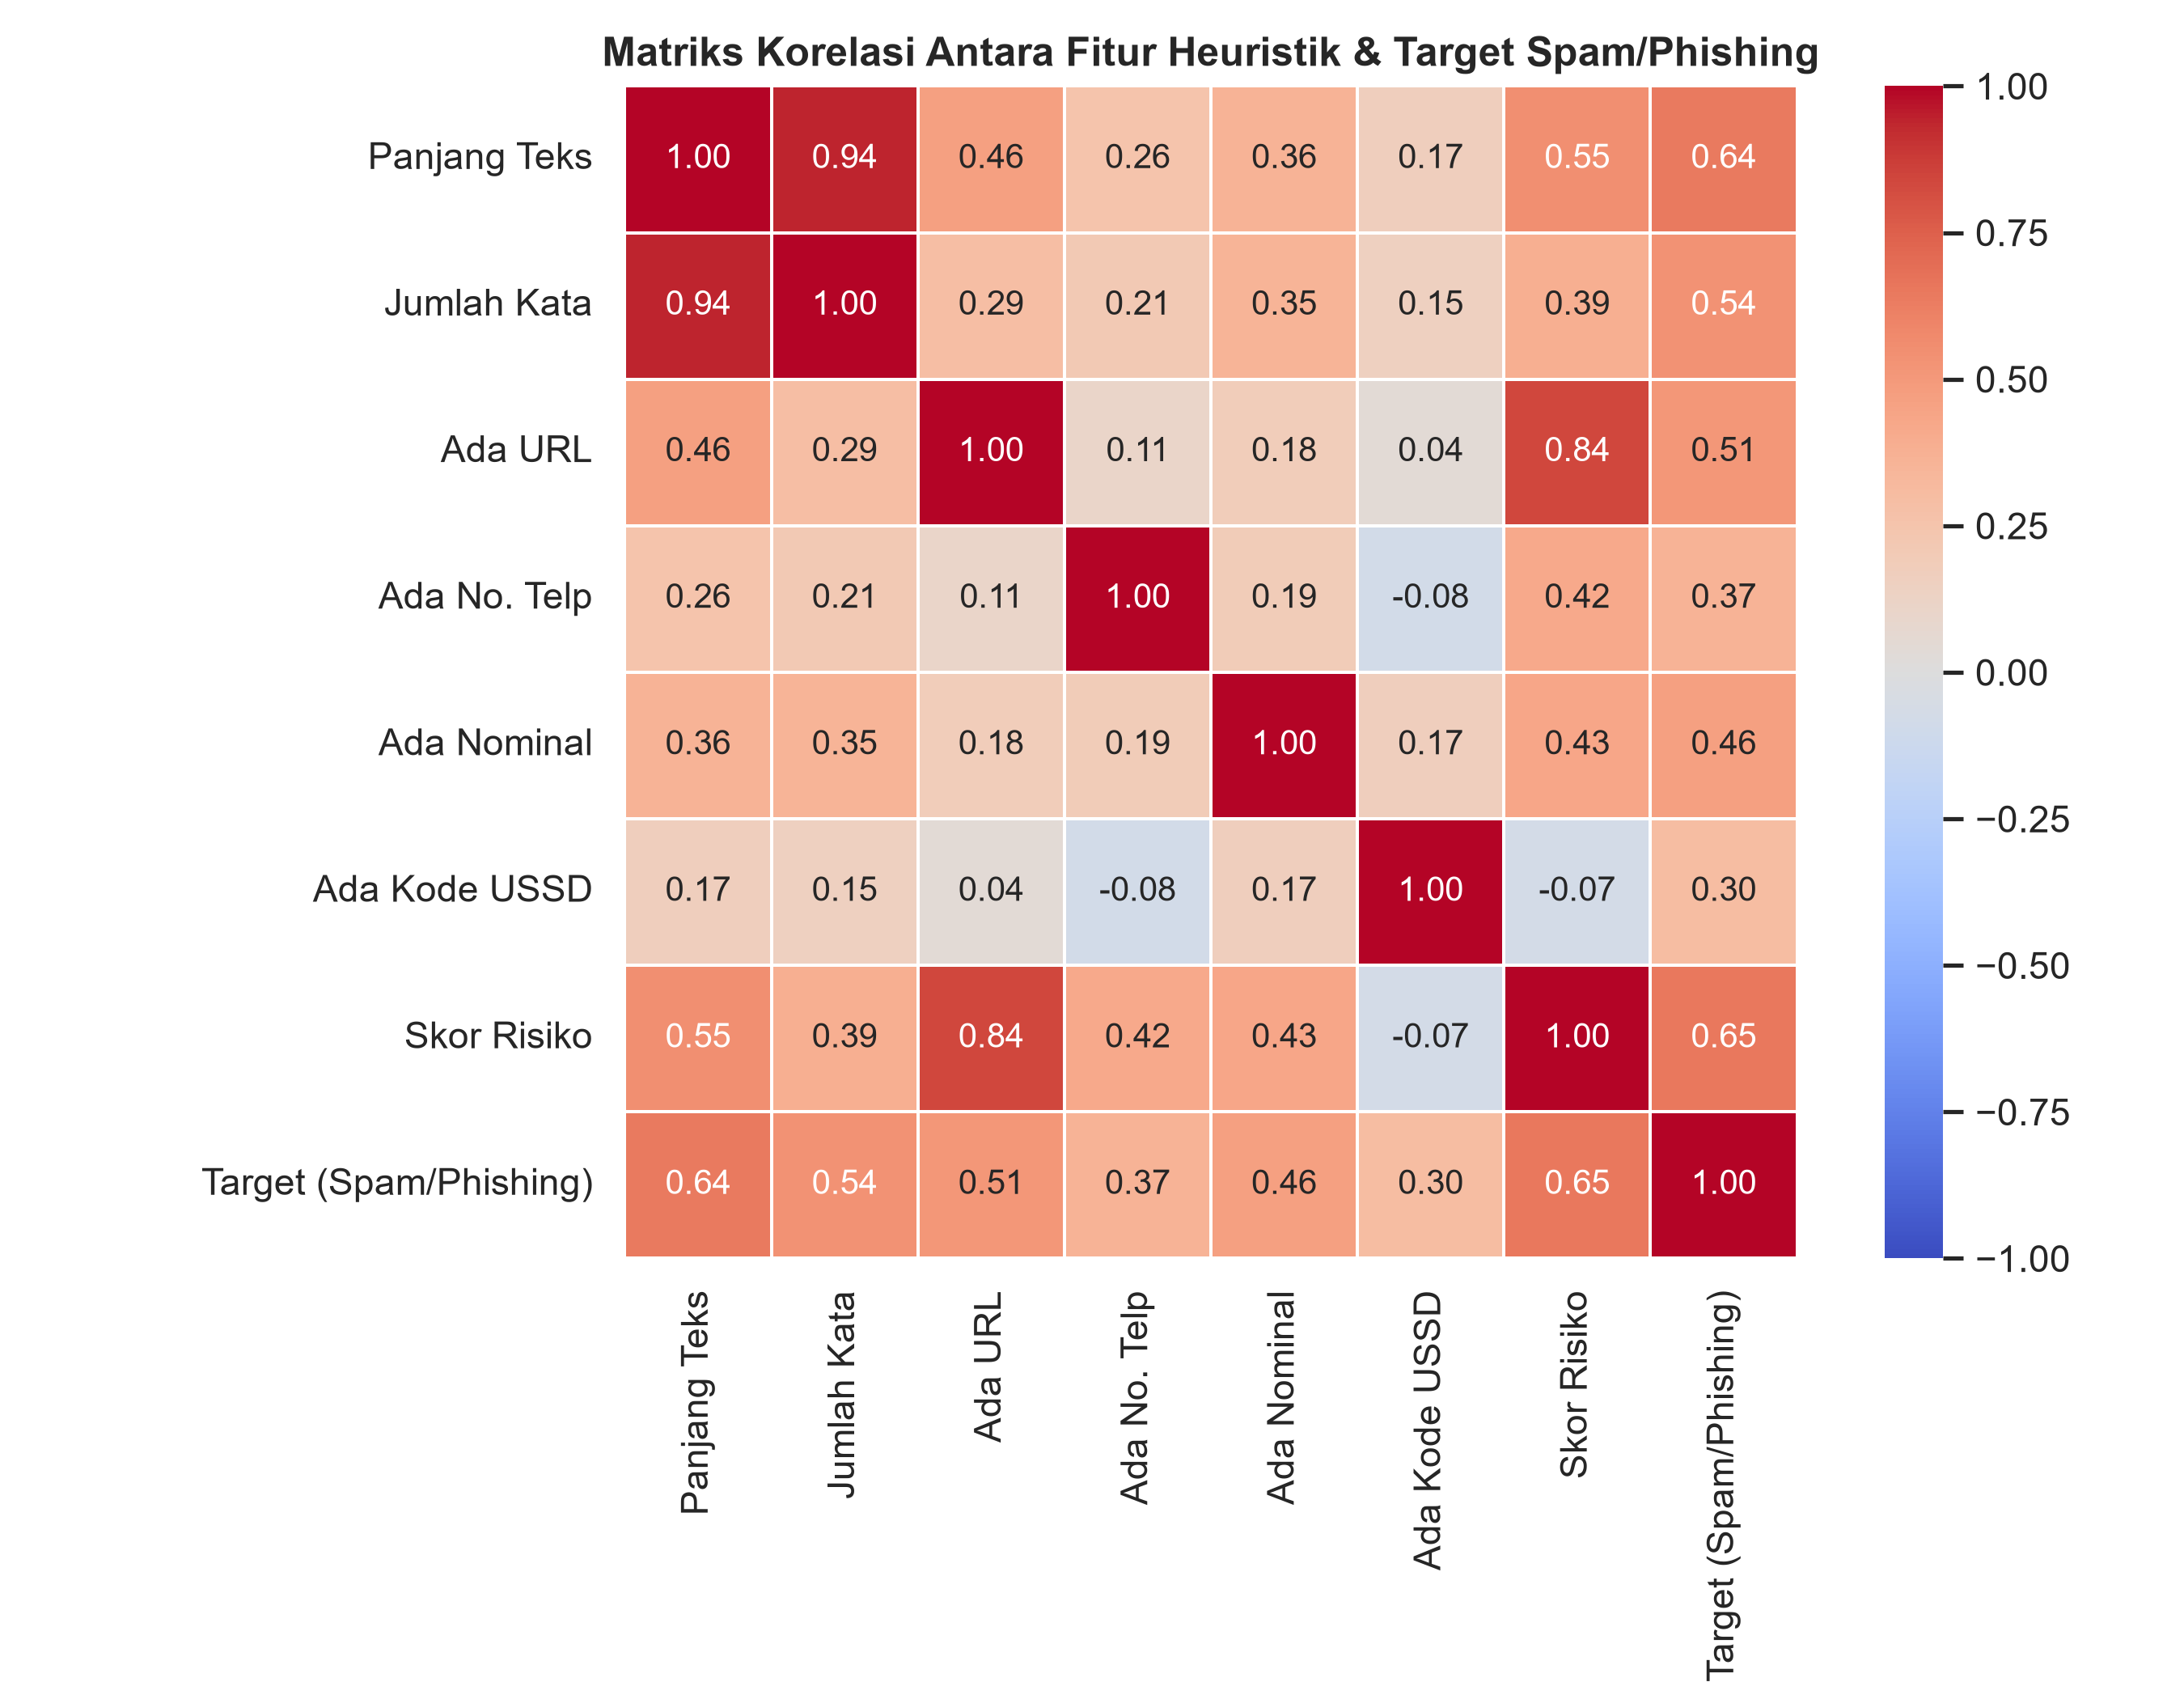 Matriks Korelasi Antara Fitur Heuristik & Target Spam/Phishing
Panjang Teks 1.00 0.94 0.46 0.26 0.36 0.17 0.55 0.64
Jumlah Kata 0.94 1.00 0.29 0.21 0.35 0.15 0.39 0.54
Ada URL 0.46 0.29 1.00 0.11 0.18 0.04 0.84 0.51
Ada No. Telp 0.26 0.21 0.11 1.00 0.19 -0.08 0.42 0.37
Ada Nominal 0.36 0.35 0.18 0.19 1.00 0.17 0.43 0.46
Ada Kode USSD 0.17 0.15 0.04 -0.08 0.17 1.00 -0.07 0.30
Skor Risiko 0.55 0.39 0.84 0.42 0.43 -0.07 1.00 0.65
Target (Spam/Phishing) 0.64 0.54 0.51 0.37 0.46 0.30 0.65 1.00
Panjang Teks
Jumlah Kata
Ada URL
Ada No. Telp
Ada Nominal
Ada Kode USSD
Skor Risiko
Target (Spam/Phishing)
1.00
0.75
0.50
0.25
0.00
−0.25
−0.50
−0.75
−1.00